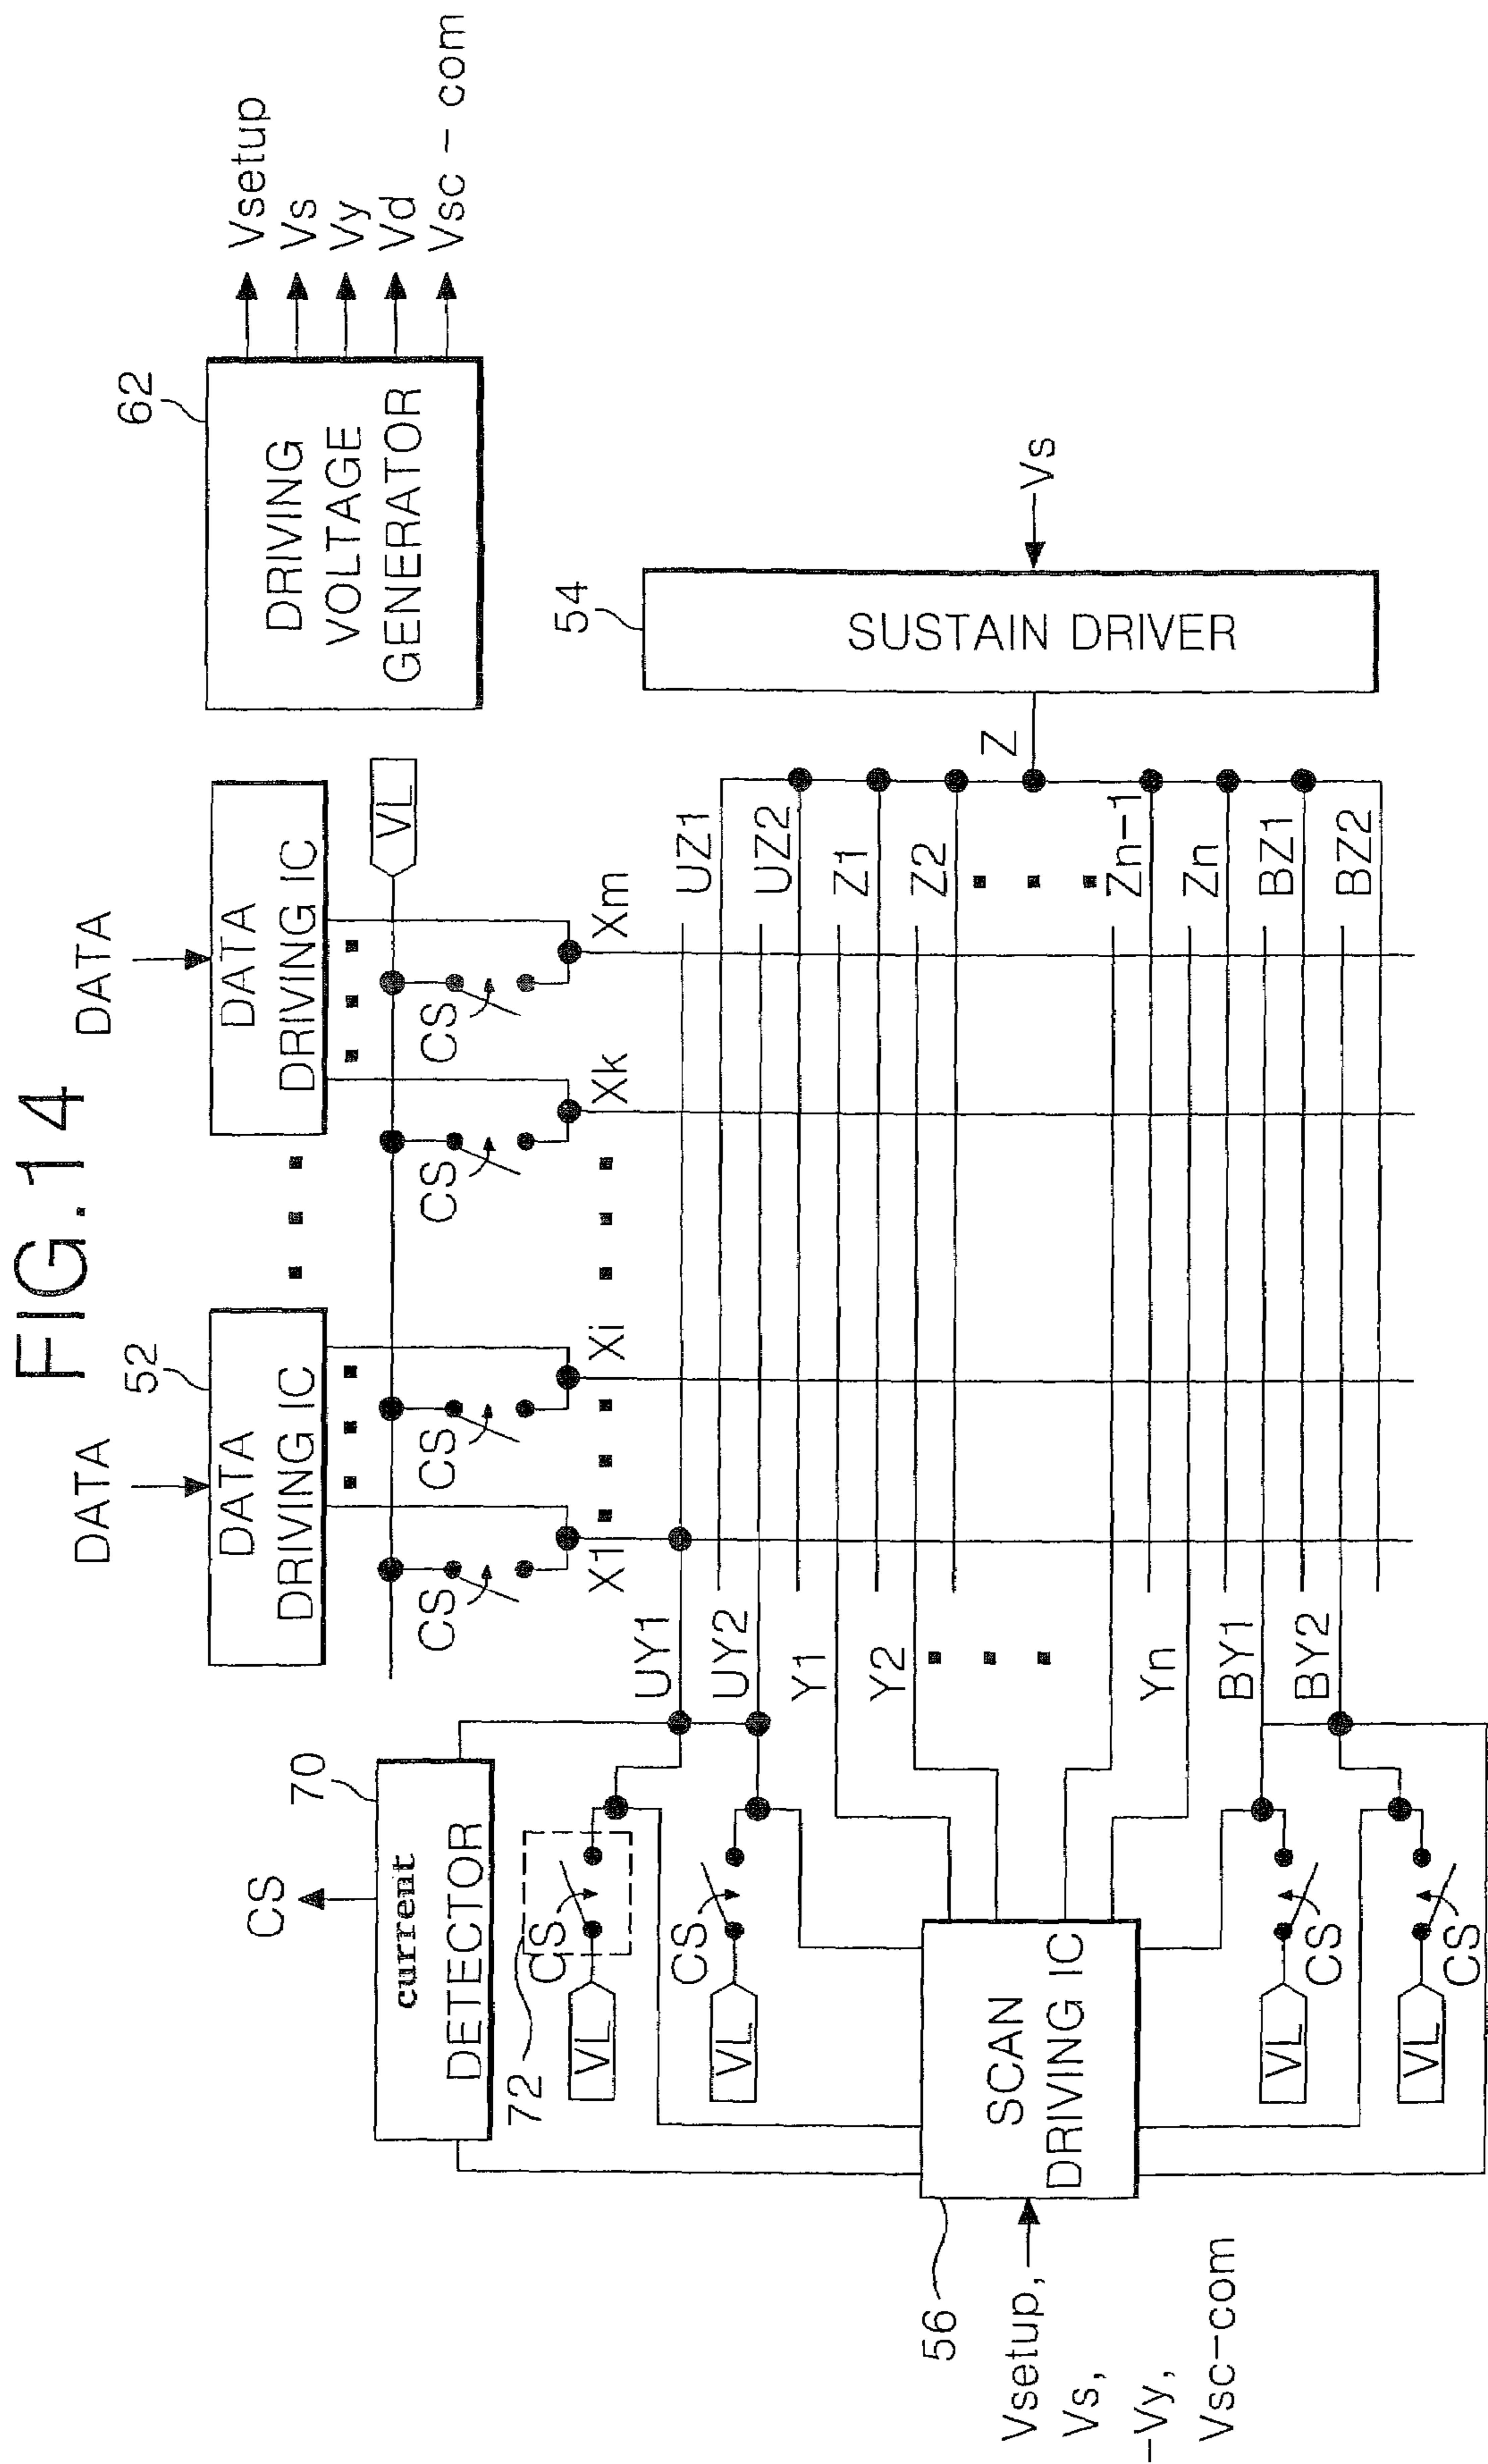 FIG.14
DATA
DATA
52
62
DATA
DRIVING IC
DATA
DRIVING IC
DRIVING
VOLTAGE
GENERATOR
Vsetup
Vs
Vy
Vd
Vsc-com
VL
CS
CS
CS
CS
X1
Xi
Xk
Xm
70
current
DETECTOR
CS
72
CS
VL
CS
VL
UY1
UY2
Y1
Y2
Yn
BY1
BY2
UZ1
UZ2
Z1
Z2
Zn-1
Zn
BZ1
BZ2
Z
54
SUSTAIN DRIVER
Vs
SCAN
DRIVING IC
56
Vsetup,
Vs,
-Vy,
Vsc-com
VL
CS
VL
CS